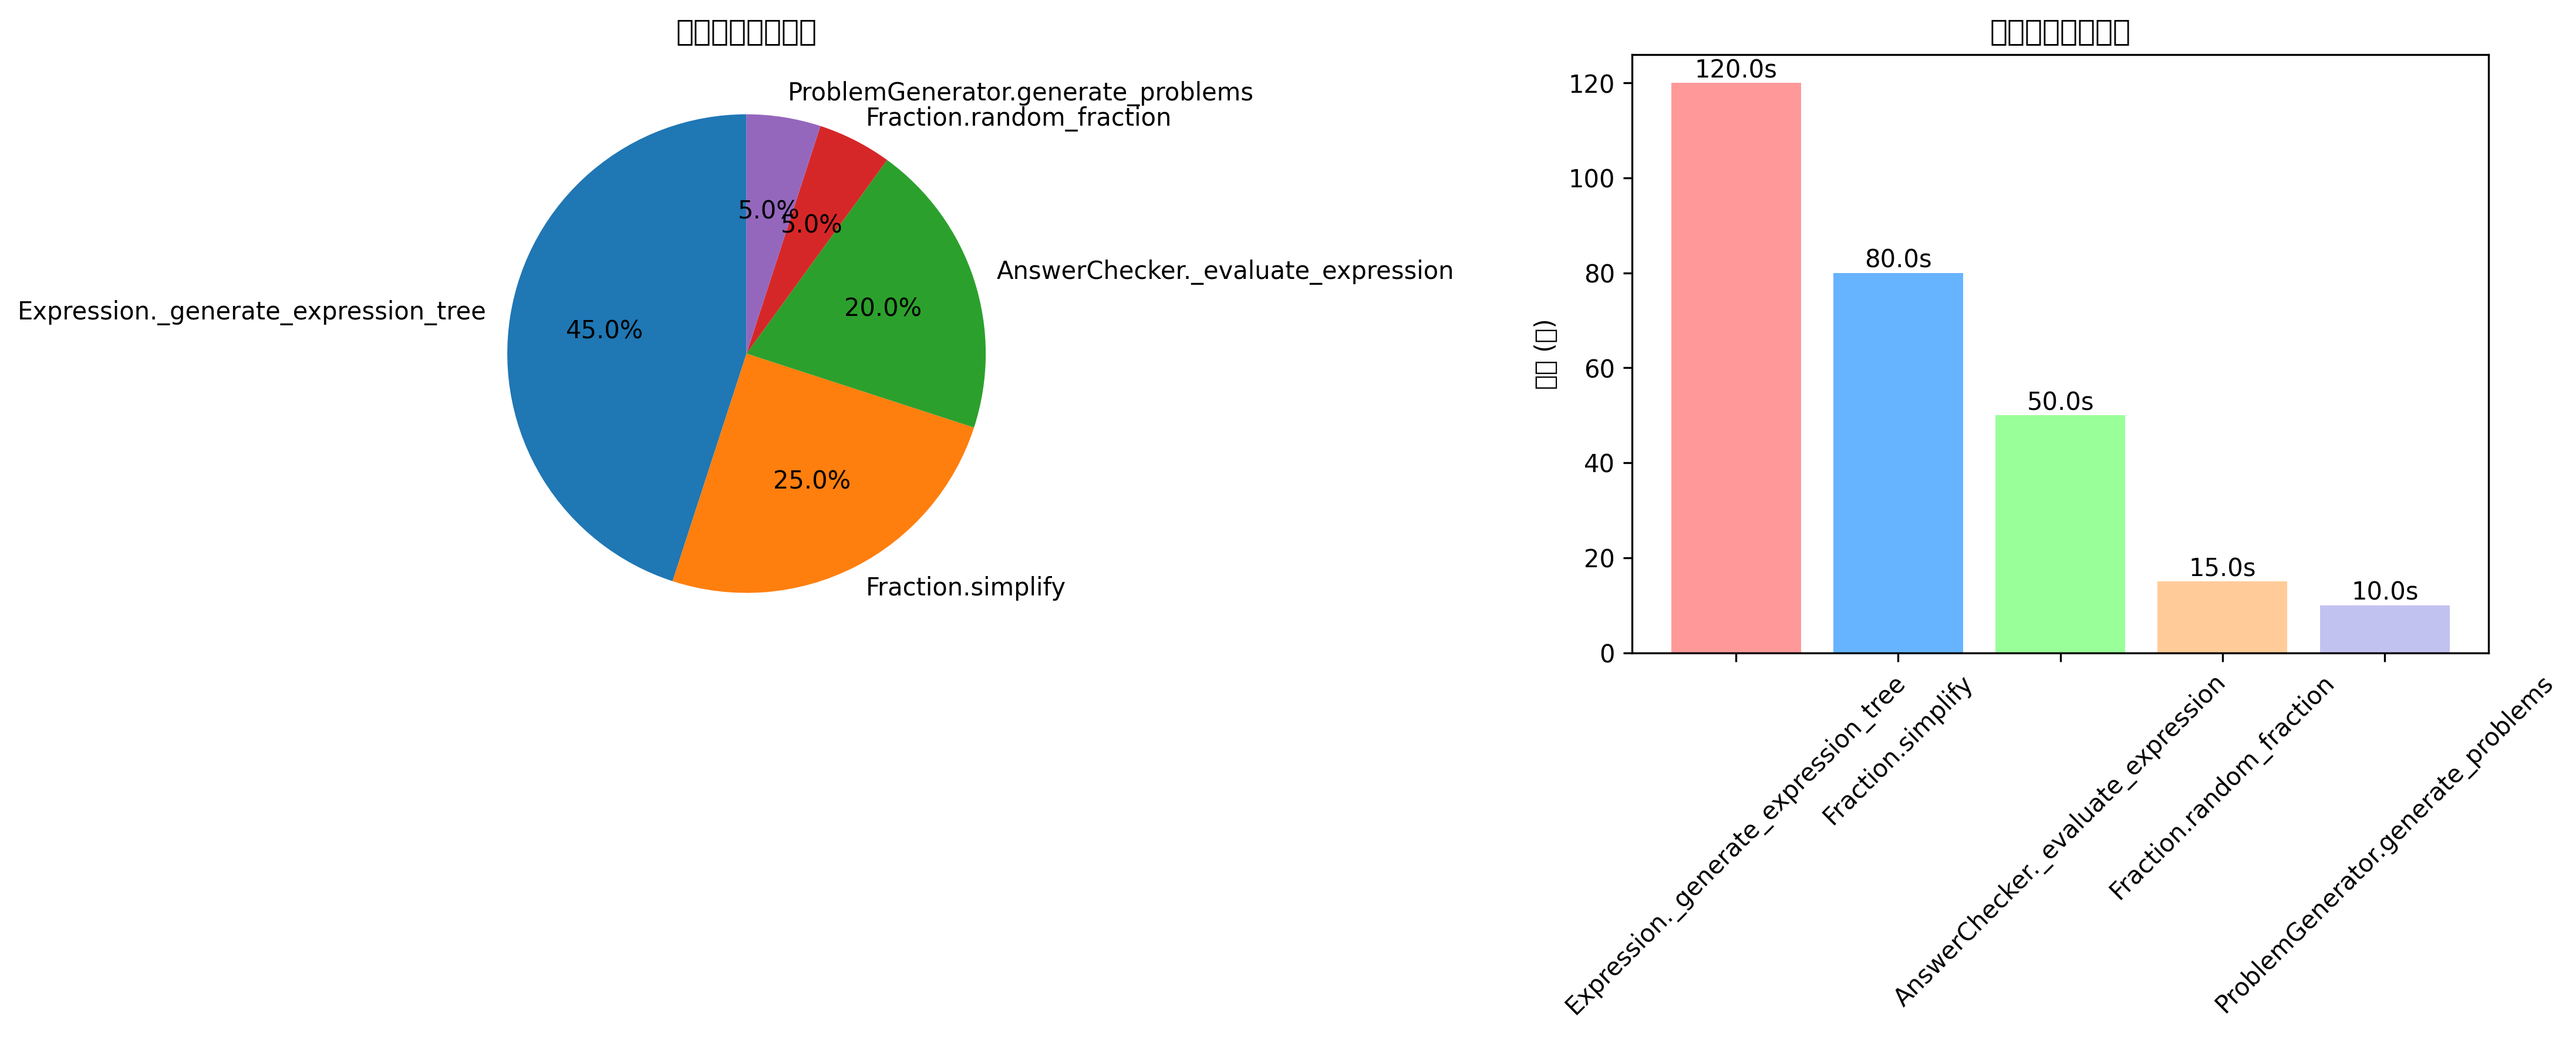 ProblemGenerator.generate_problems
Fraction.random_fraction
5.0%
5.0%
AnswerChecker._evaluate_expression
20.0%
Expression._generate_expression_tree
45.0%
25.0%
Fraction.simplify
120.0s
80.0s
50.0s
15.0s
10.0s
120
100
80
60
40
20
0
Expression._generate_expression_tree
Fraction.simplify
AnswerChecker._evaluate_expression
Fraction.random_fraction
ProblemGenerator.generate_problems